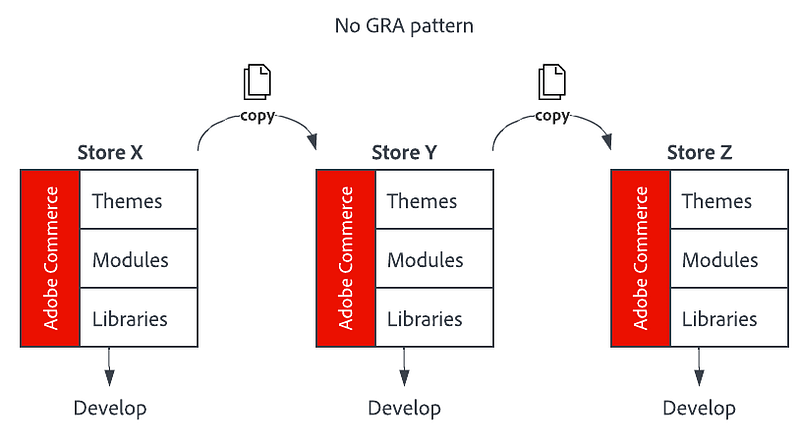 No GRA pattern
copy
copy
Store X
Store Y
Store Z
Adobe Commerce
Themes
Modules
Libraries
Adobe Commerce
Themes
Modules
Libraries
Adobe Commerce
Themes
Modules
Libraries
Develop
Develop
Develop